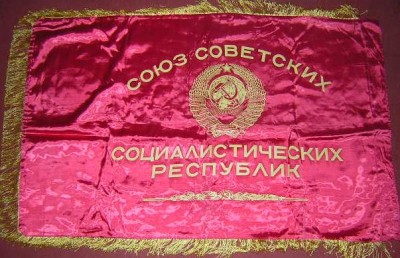 СОЮЗ СОВЕТСКИХ
СОЦИАЛИСТИЧЕСКИХ
РЕСПУБЛИК